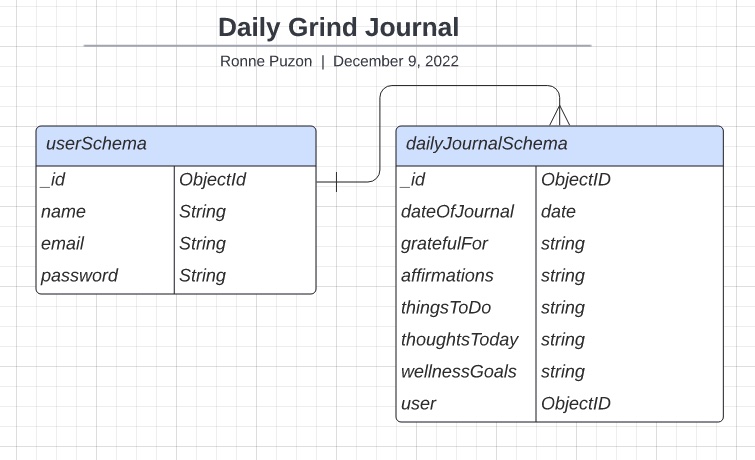 Daily Grind Journal
Ronne Puzon | December 9, 2022
userSchema
_id ObjectId
name String
email String
password String
dailyJournalSchema
_id ObjectID
dateOfJournal date
gratefulFor string
affirmations string
thingsToDo string
thoughtsToday string
wellnessGoals string
user ObjectID